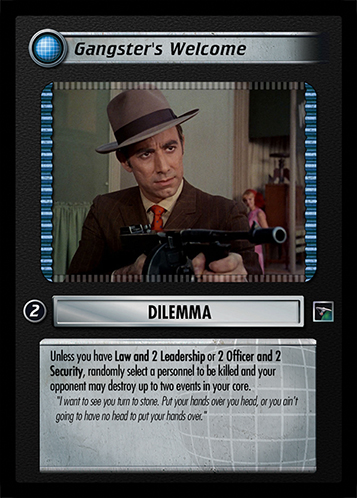 Gangster's Welcome
2 DILEMMA
Unless you have Law and 2 Leadership or 2 Officer and 2
Security, randomly select a personnel to be killed and your
opponent may destroy up to two events in your core.
"I want to see you turn to stone. Put your hands over you head, or you ain't
going to have no head to put your hands over."